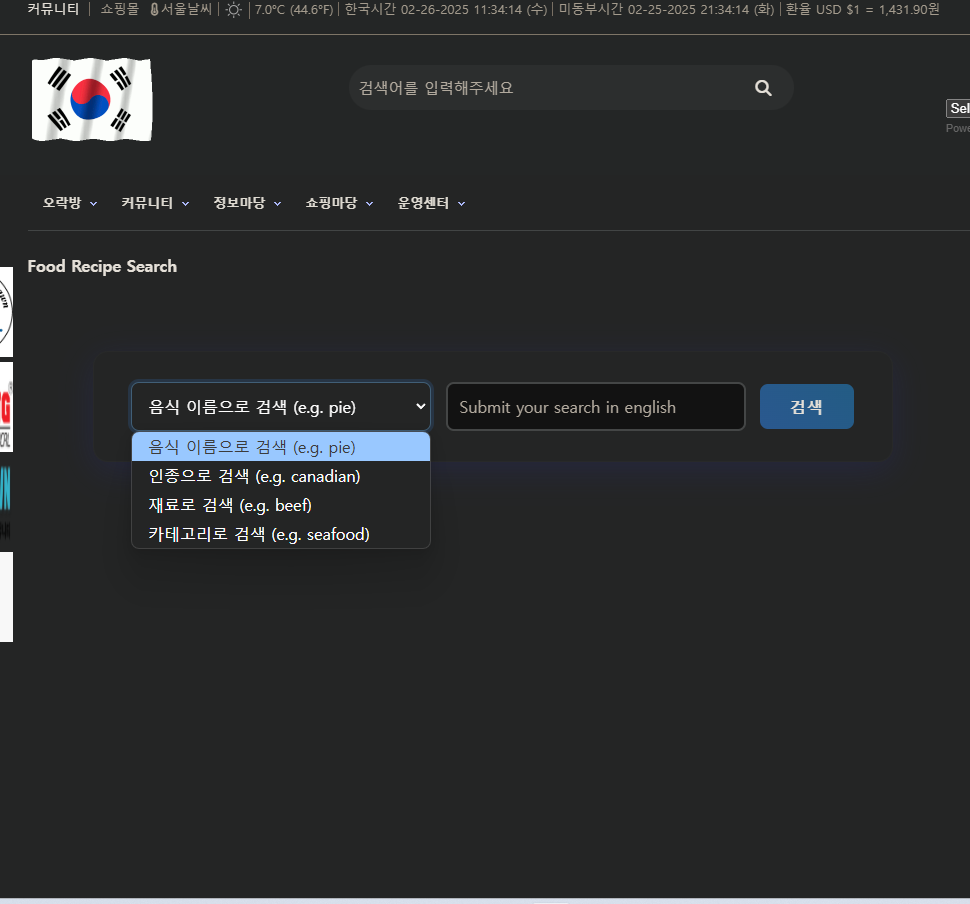 커뮤니티 | 쇼핑몰 서울날씨 | 7.0°C (44.6°F) | 한국시간 02-26-2025 11:34:14 (수) | 미동부시간 02-25-2025 21:34:14 (화) | 환율 USD $1 = 1,431.90원
검색어를 입력해주세요
Sel
Powe
오락방 커뮤니티 정보마당 쇼핑마당 운영센터
Food Recipe Search
음식 이름으로 검색 (e.g. pie) Submit your search in english 검색
음식 이름으로 검색 (e.g. pie)
인종으로 검색 (e.g. canadian)
재료로 검색 (e.g. beef)
카테고리로 검색 (e.g. seafood)